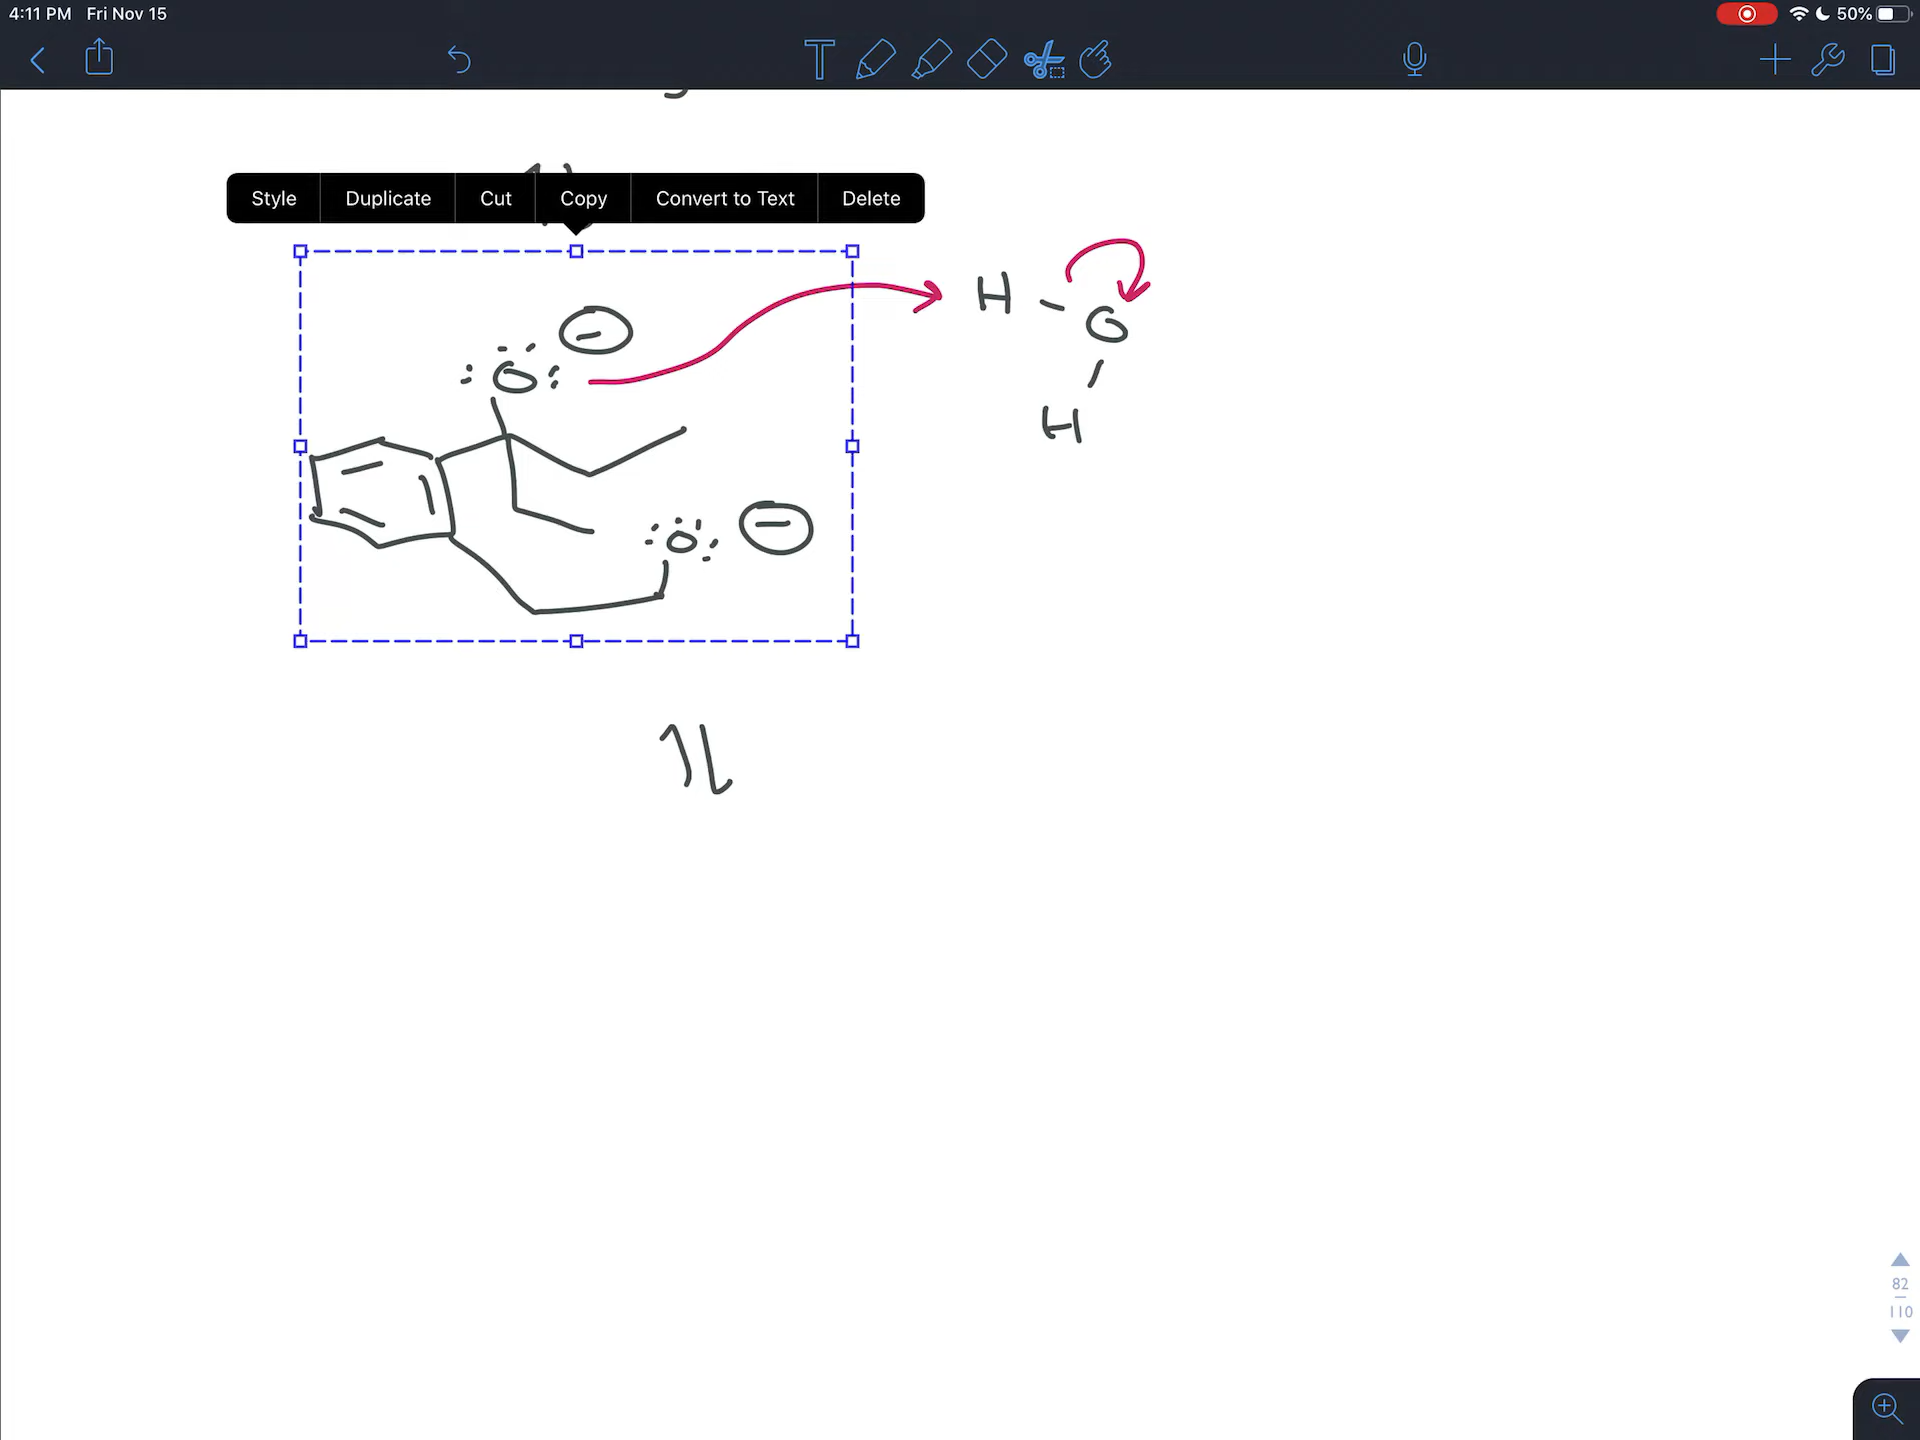 4:11 PM Fri Nov 15 50%
T
Style Duplicate Cut Copy Convert to Text Delete
H
O
:O:
H
:O:
82
110